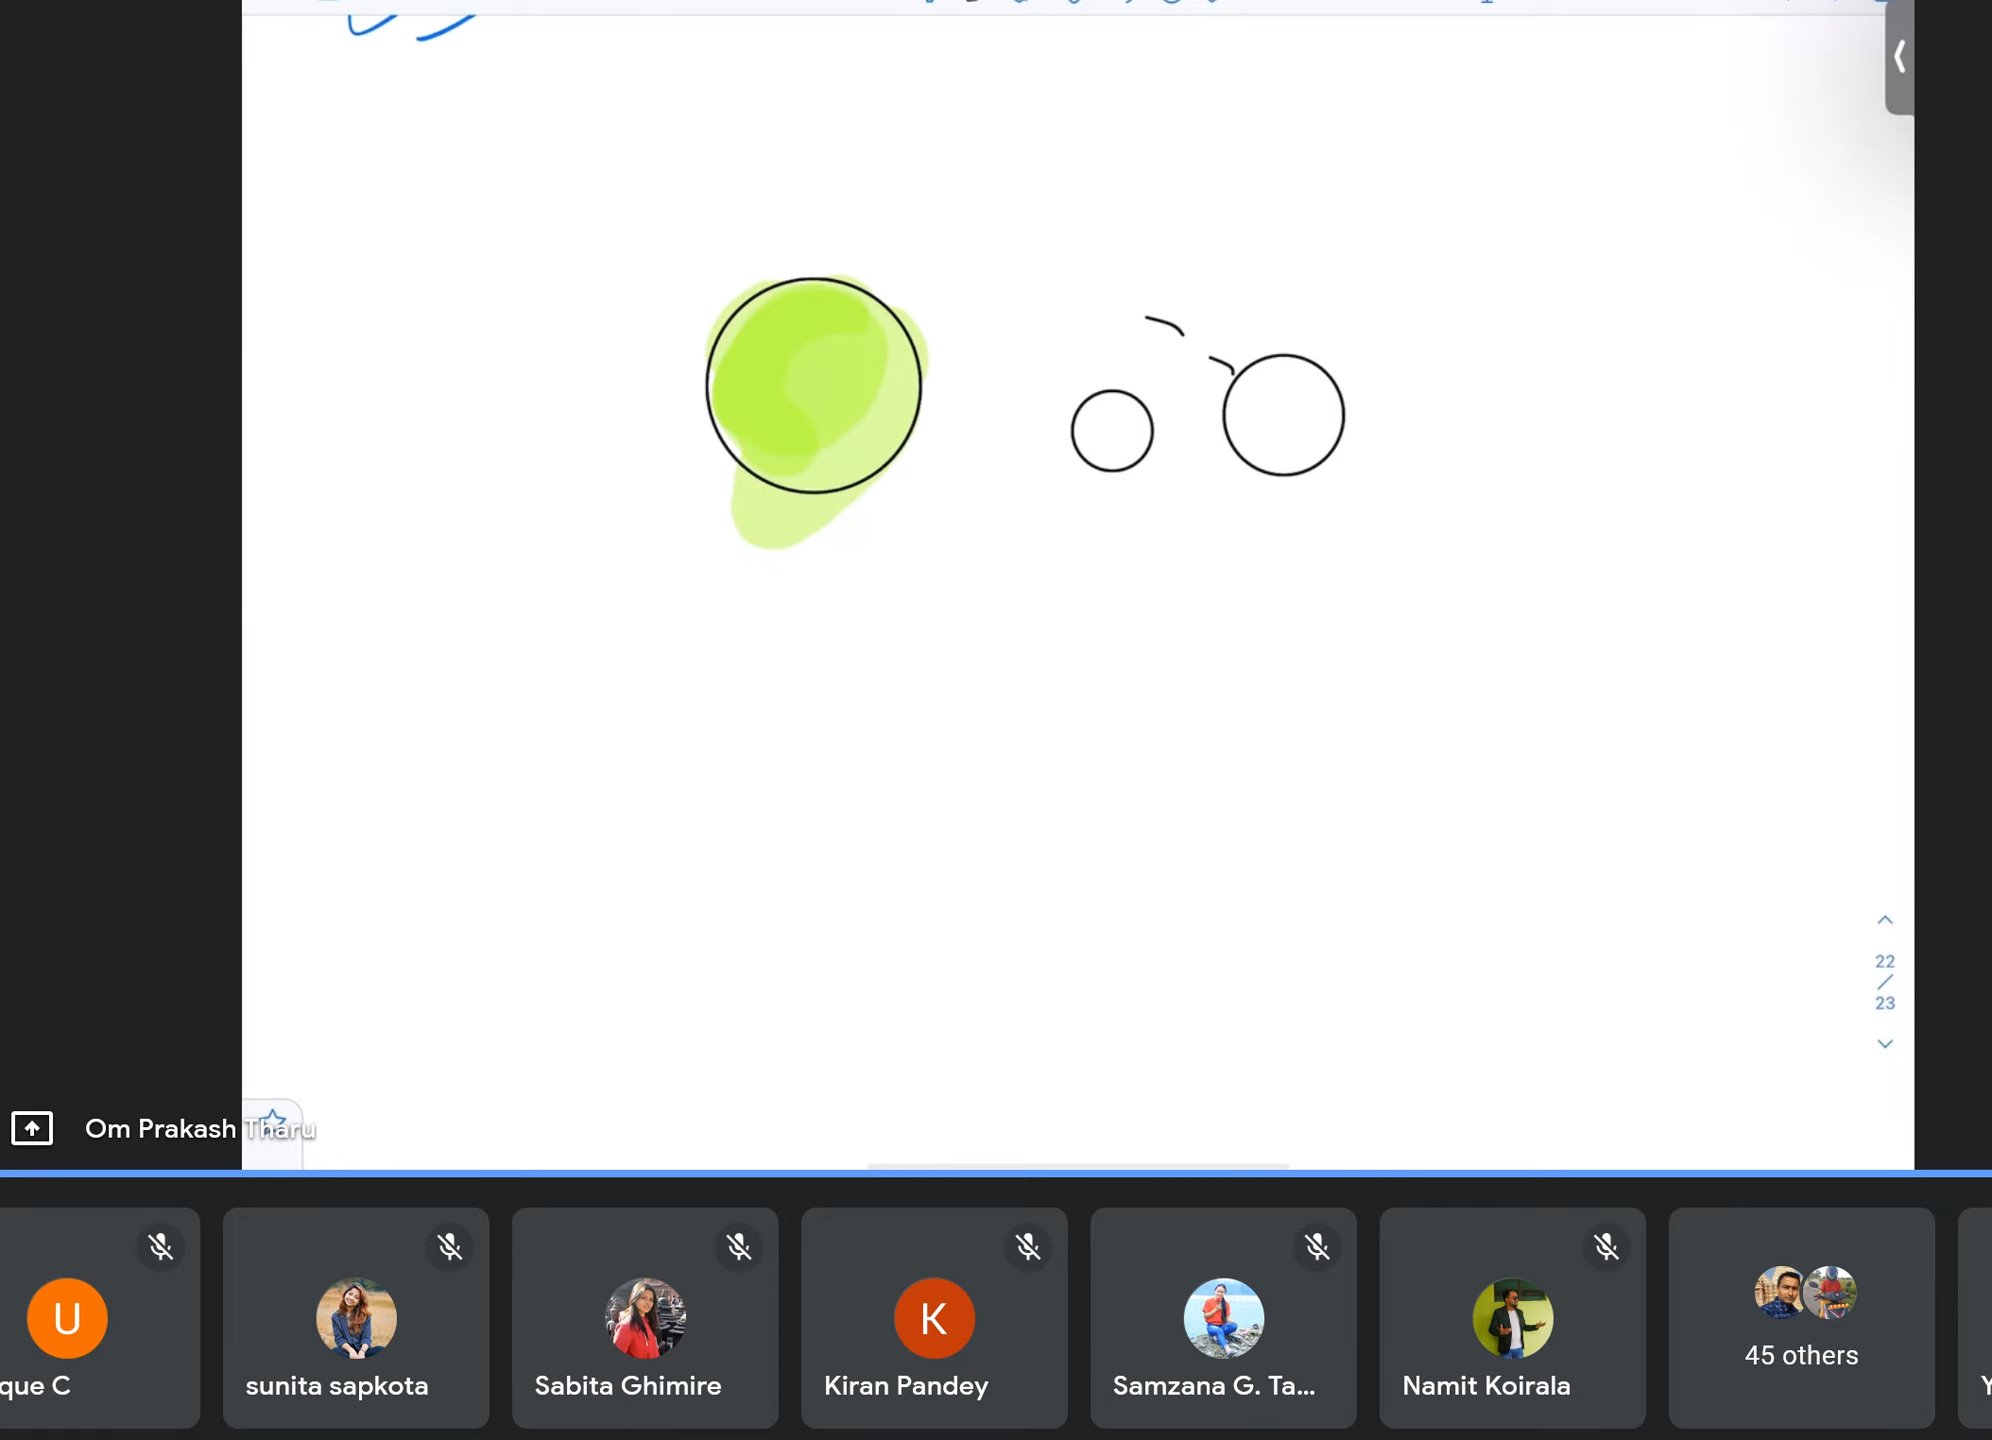 22
/
23
Om Prakash Tharu
U
K
que C
sunita sapkota
Sabita Ghimire
Kiran Pandey
Samzana G. Ta...
Namit Koirala
45 others
Y